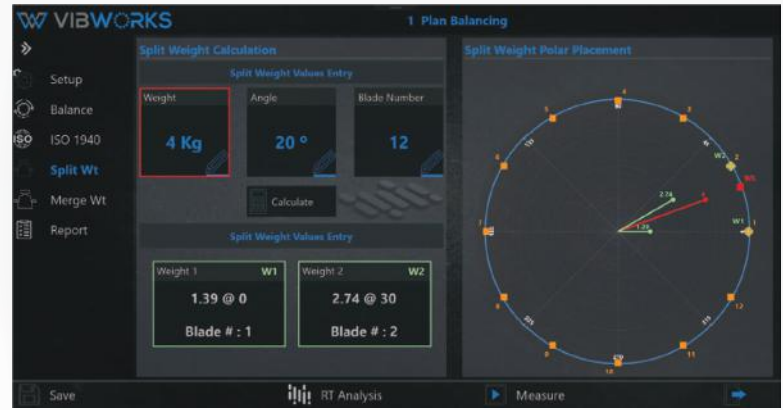 VIBWORKS
1 Plan Balancing
Setup
Balance
ISO 1940
Split Wt
Merge Wt
Report
Split Weight Calculation
Split Weight Values Entry
Weight
Angle
Blade Number
4 Kg
20 º
12
Calculate
Split Weight Values Entry
Weight 1 W1
Weight 2 W2
1.39 @ 0
2.74 @ 30
Blade # : 1
Blade # : 2
Split Weight Polar Placement
4
5
3
6
W2 2
2.74
7
1.39
W1 1
8
12
225
315
9
11
10
Save
RT Analysis
Measure